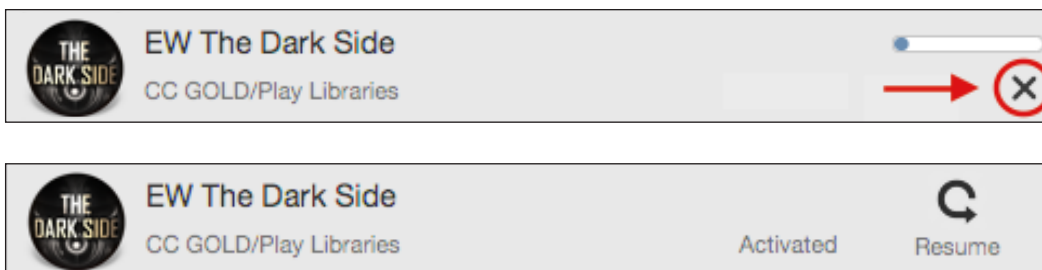 THE
DARK SIDE
EW The Dark Side
CC GOLD/Play Libraries
THE
DARK SIDE
EW The Dark Side
CC GOLD/Play Libraries
Activated
Resume